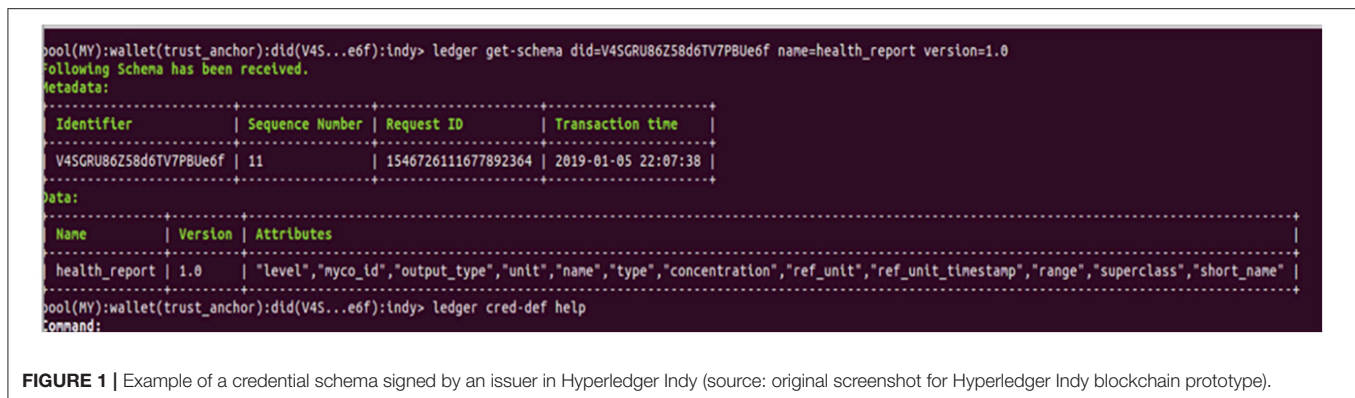 pool(MY):wallet(trust_anchor):did(V4S...e6f):indy> ledger get-schema did=V4SGRU86Z58d6TV7PBUe6f name=health_report version=1.0
Following Schema has been received.
Metadata:
| Identifier | Sequence Number | Request ID | Transaction time |
| V4SGRU86Z58d6TV7PBUe6f | 11 | 1546726111677892364 | 2019-01-05 22:07:38 |
Data:
| Name | Version | Attributes |
| health_report | 1.0 | "level","myco_id","output_type","unit","name","type","concentration","ref_unit","ref_unit_timestamp","range","superclass","short_name" |
pool(MY):wallet(trust_anchor):did(V4S...e6f):indy> ledger cred-def help
Command:
FIGURE 1 | Example of a credential schema signed by an issuer in Hyperledger Indy (source: original screenshot for Hyperledger Indy blockchain prototype).